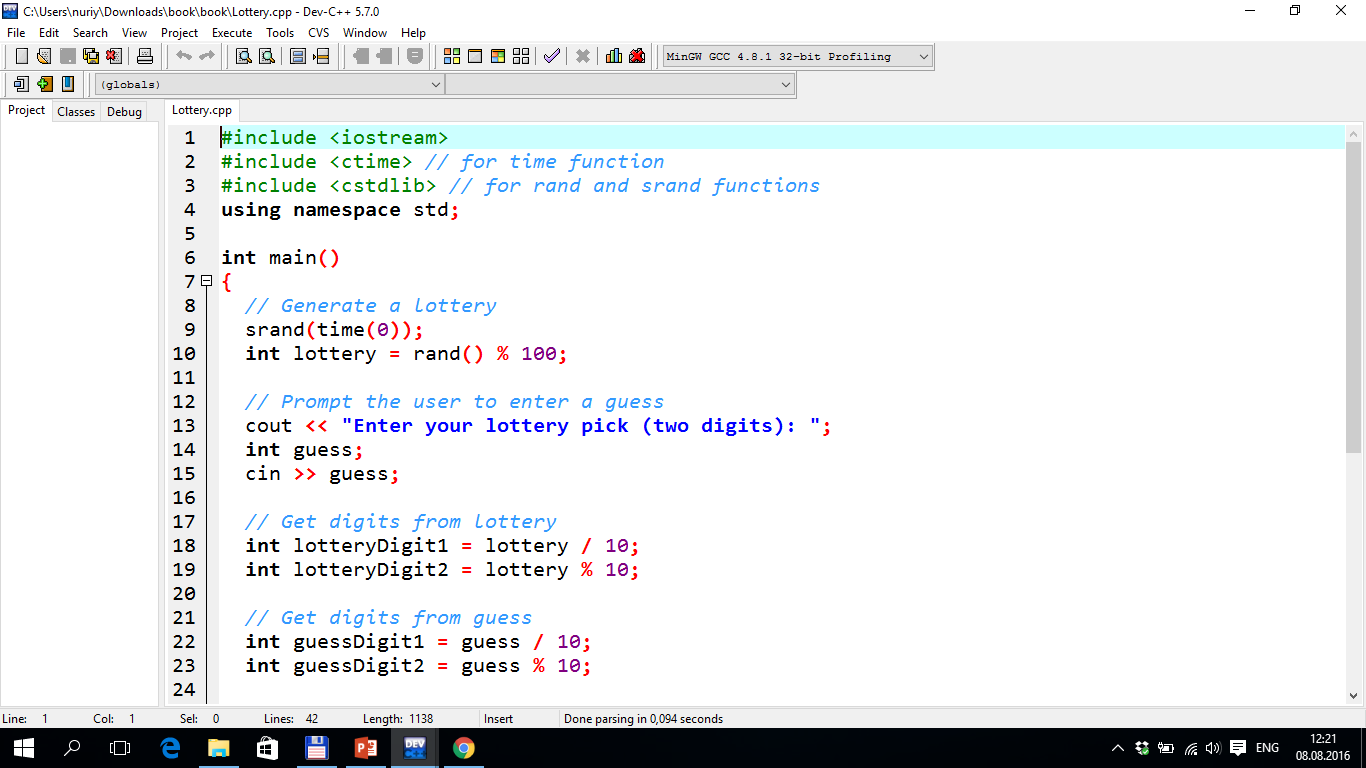 C:\Users\nuriy\Downloads\book\book\Lottery.cpp - Dev-C++ 5.7.0
File Edit Search View Project Execute Tools CVS Window Help
MinGW GCC 4.8.1 32-bit Profiling
(globals)
Project Classes Debug Lottery.cpp
1 #include <iostream>
2 #include <ctime> // for time function
3 #include <cstdlib> // for rand and srand functions
4 using namespace std;
5
6 int main()
7 {
8 // Generate a lottery
9 srand(time(0));
10 int lottery = rand() % 100;
11
12 // Prompt the user to enter a guess
13 cout << "Enter your lottery pick (two digits): ";
14 int guess;
15 cin >> guess;
16
17 // Get digits from lottery
18 int lotteryDigit1 = lottery / 10;
19 int lotteryDigit2 = lottery % 10;
20
21 // Get digits from guess
22 int guessDigit1 = guess / 10;
23 int guessDigit2 = guess % 10;
24
Line: 1 Col: 1 Sel: 0 Lines: 42 Length: 1138 Insert Done parsing in 0,094 seconds
DEV
ENG
12:21
08.08.2016